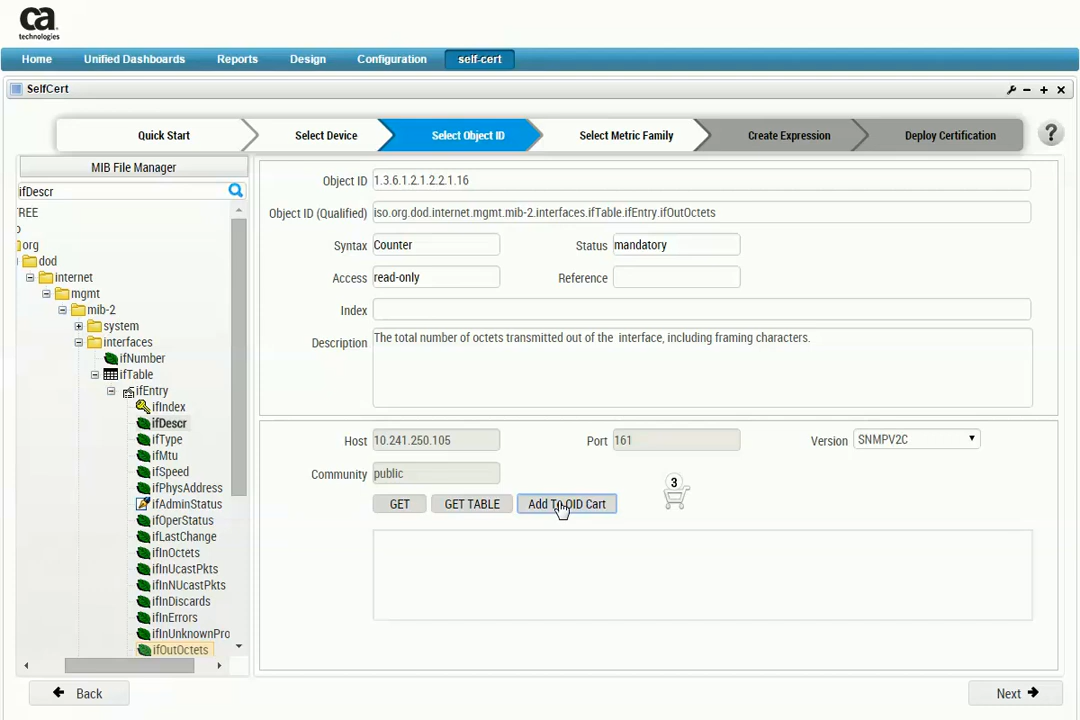 ca
technologies
Home Unified Dashboards Reports Design Configuration self-cert
SelfCert
Quick Start Select Device Select Object ID Select Metric Family Create Expression Deploy Certification ?
MIB File Manager
ifDescr
REE
o
org
dod
internet
mgmt
mib-2
system
interfaces
ifNumber
ifTable
ifEntry
ifIndex
ifDescr
ifType
ifMtu
ifSpeed
ifPhysAddress
ifAdminStatus
ifOperStatus
ifLastChange
ifInOctets
ifInUcastPkts
ifInNUcastPkts
ifInDiscards
ifInErrors
ifInUnknownPro
ifOutOctets
Object ID 1.3.6.1.2.1.2.2.1.16
Object ID (Qualified) iso.org.dod.internet.mgmt.mib-2.interfaces.ifTable.ifEntry.ifOutOctets
Syntax Counter Status mandatory
Access read-only Reference
Index
Description The total number of octets transmitted out of the interface, including framing characters.
Host 10.241.250.105 Port 161 Version SNMPV2C
Community public
GET GET TABLE Add To OID Cart 3
Back Next